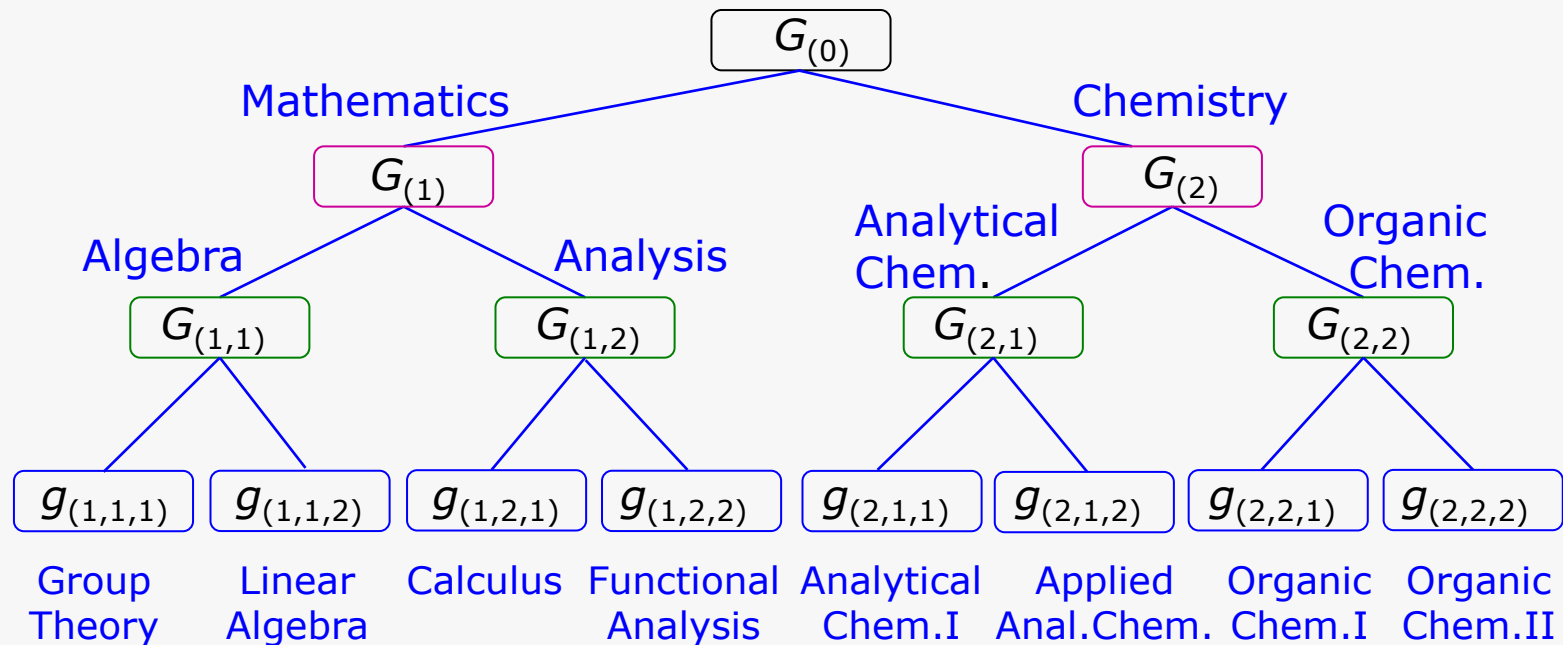 G(0)
Mathematics
Chemistry
G(1)
G(2)
Algebra
Analysis
Analytical
Chem.
Organic
Chem.
G(1,1)
G(1,2)
G(2,1)
G(2,2)
g(1,1,1)
g(1,1,2)
g(1,2,1)
g(1,2,2)
g(2,1,1)
g(2,1,2)
g(2,2,1)
g(2,2,2)
Group
Theory
Linear
Algebra
Calculus
Functional
Analysis
Analytical
Chem.I
Applied
Anal.Chem.
Organic
Chem.I
Organic
Chem.II